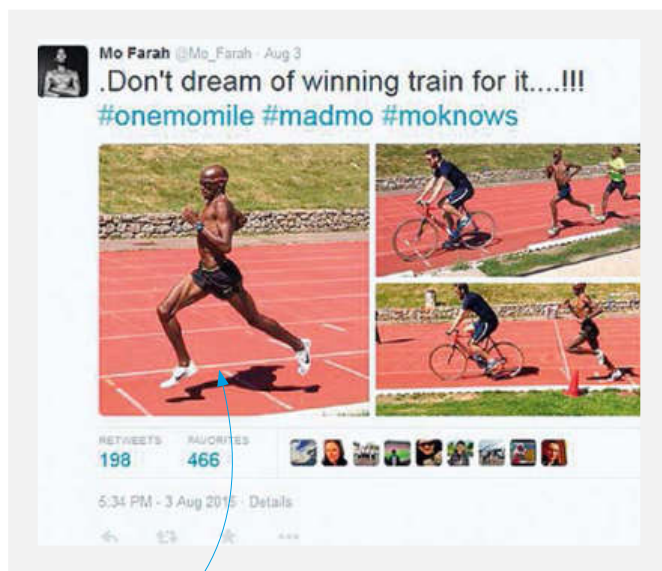 Mo Farah @Mo_Farah · Aug 3
.Don't dream of winning train for it....!!!
#onemomile #madmo #moknows
RETWEETS FAVORITES
198 466
5:34 PM - 3 Aug 2015 · Details